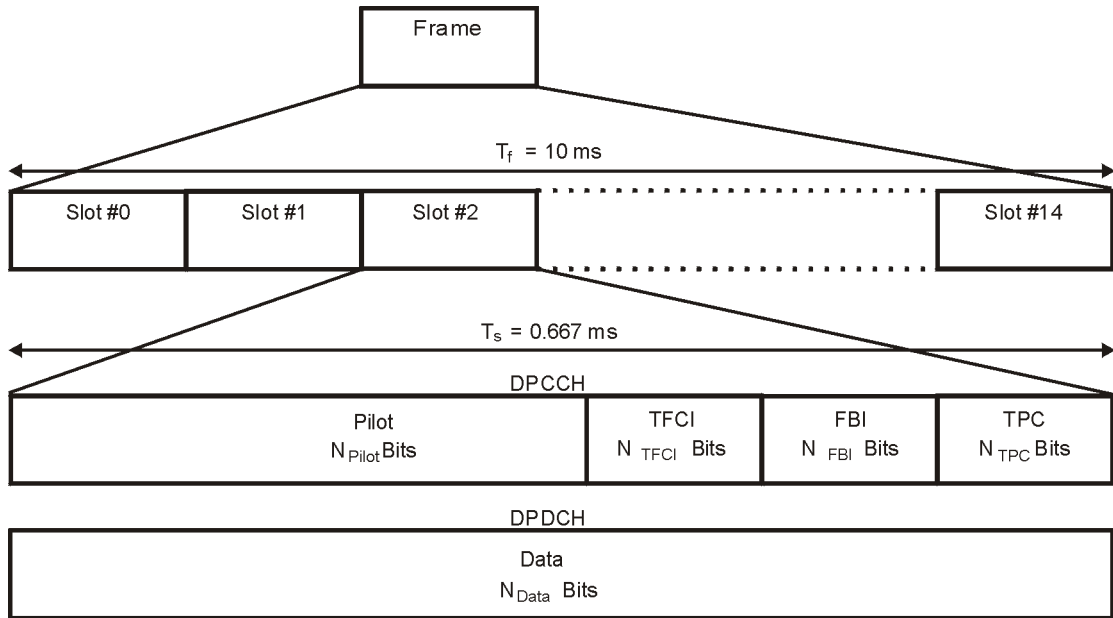 Frame
T_f = 10 ms
Slot #0 Slot #1 Slot #2 Slot #14
T_s = 0.667 ms
DPCCH
Pilot TFCI FBI TPC
N_Pilot Bits N_TFCI Bits N_FBI Bits N_TPC Bits
DPDCH
Data
N_Data Bits